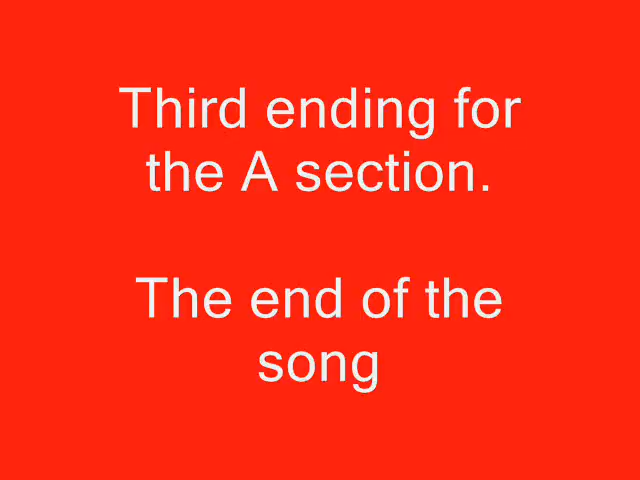 Third ending for
the A section.
The end of the
song